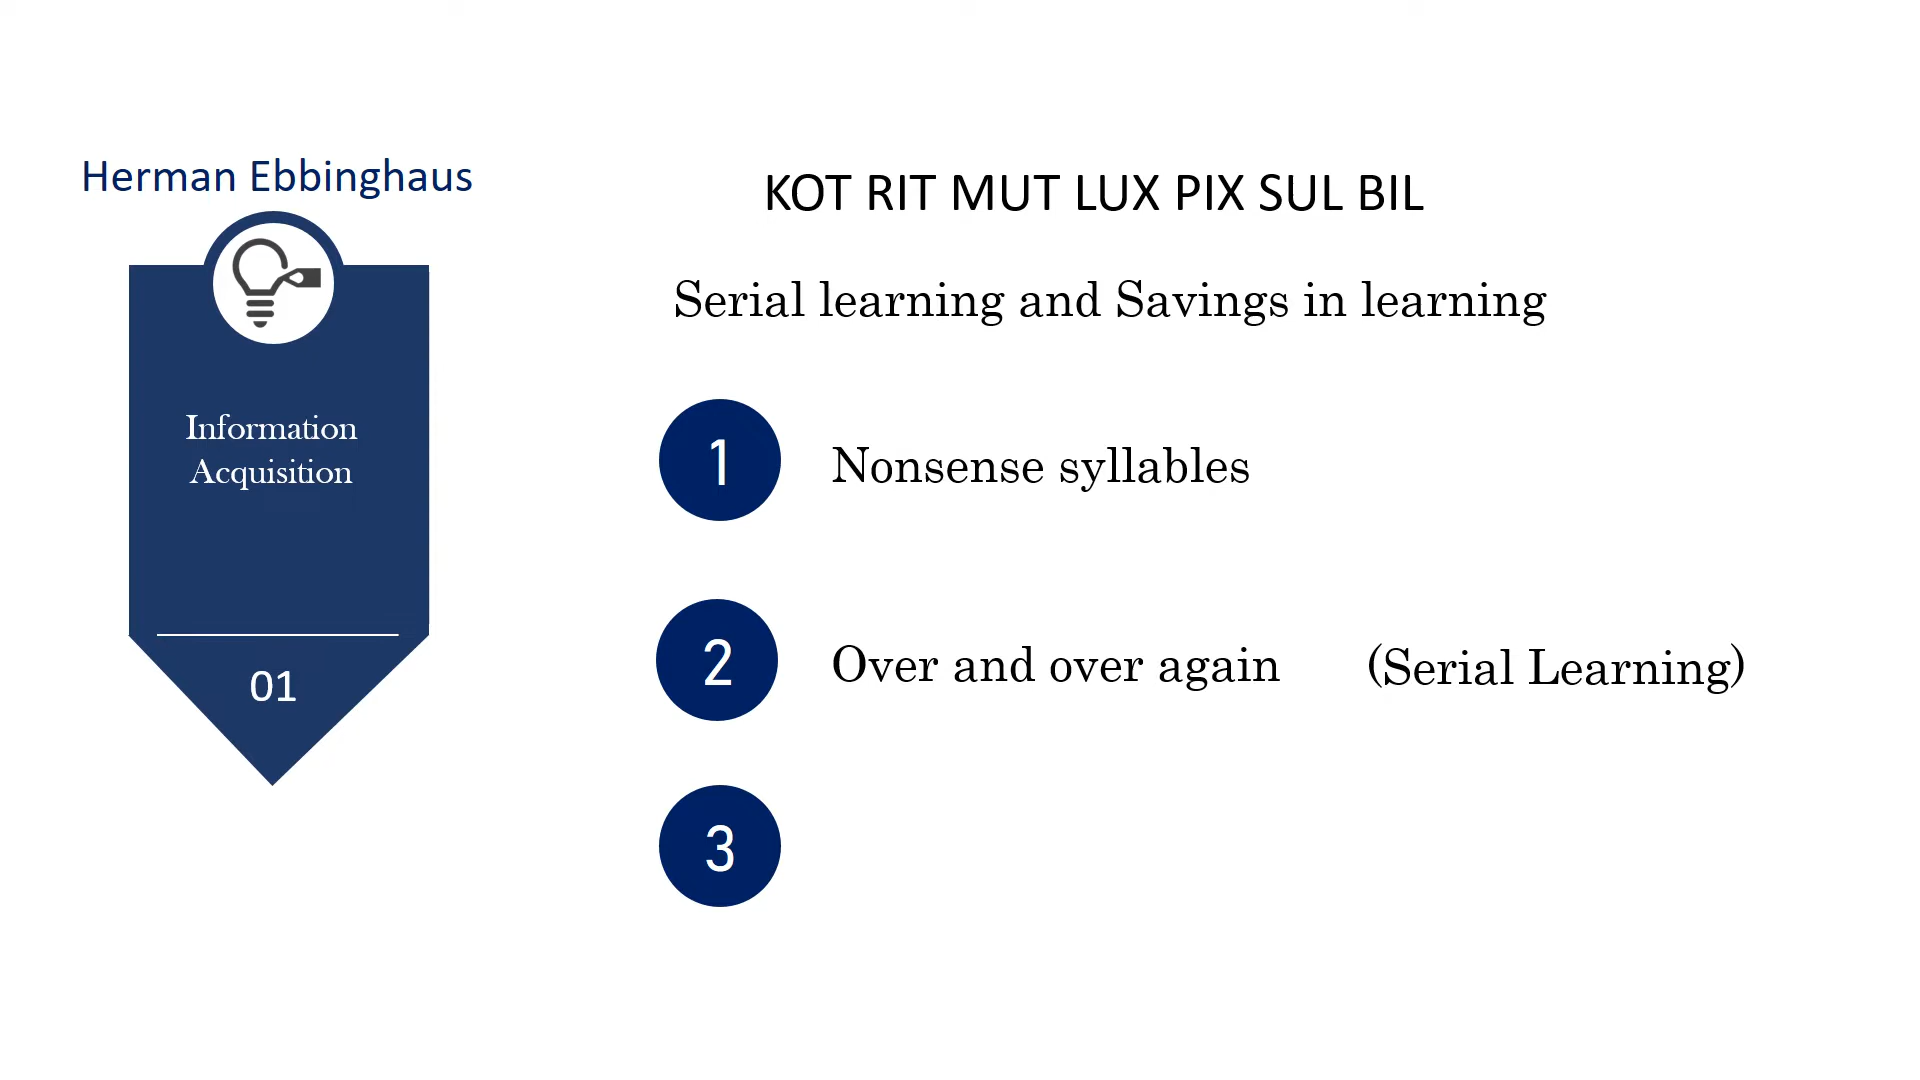 Herman Ebbinghaus
Information
Acquisition
01
KOT RIT MUT LUX PIX SUL BIL
Serial learning and Savings in learning
1 Nonsense syllables
2 Over and over again (Serial Learning)
3